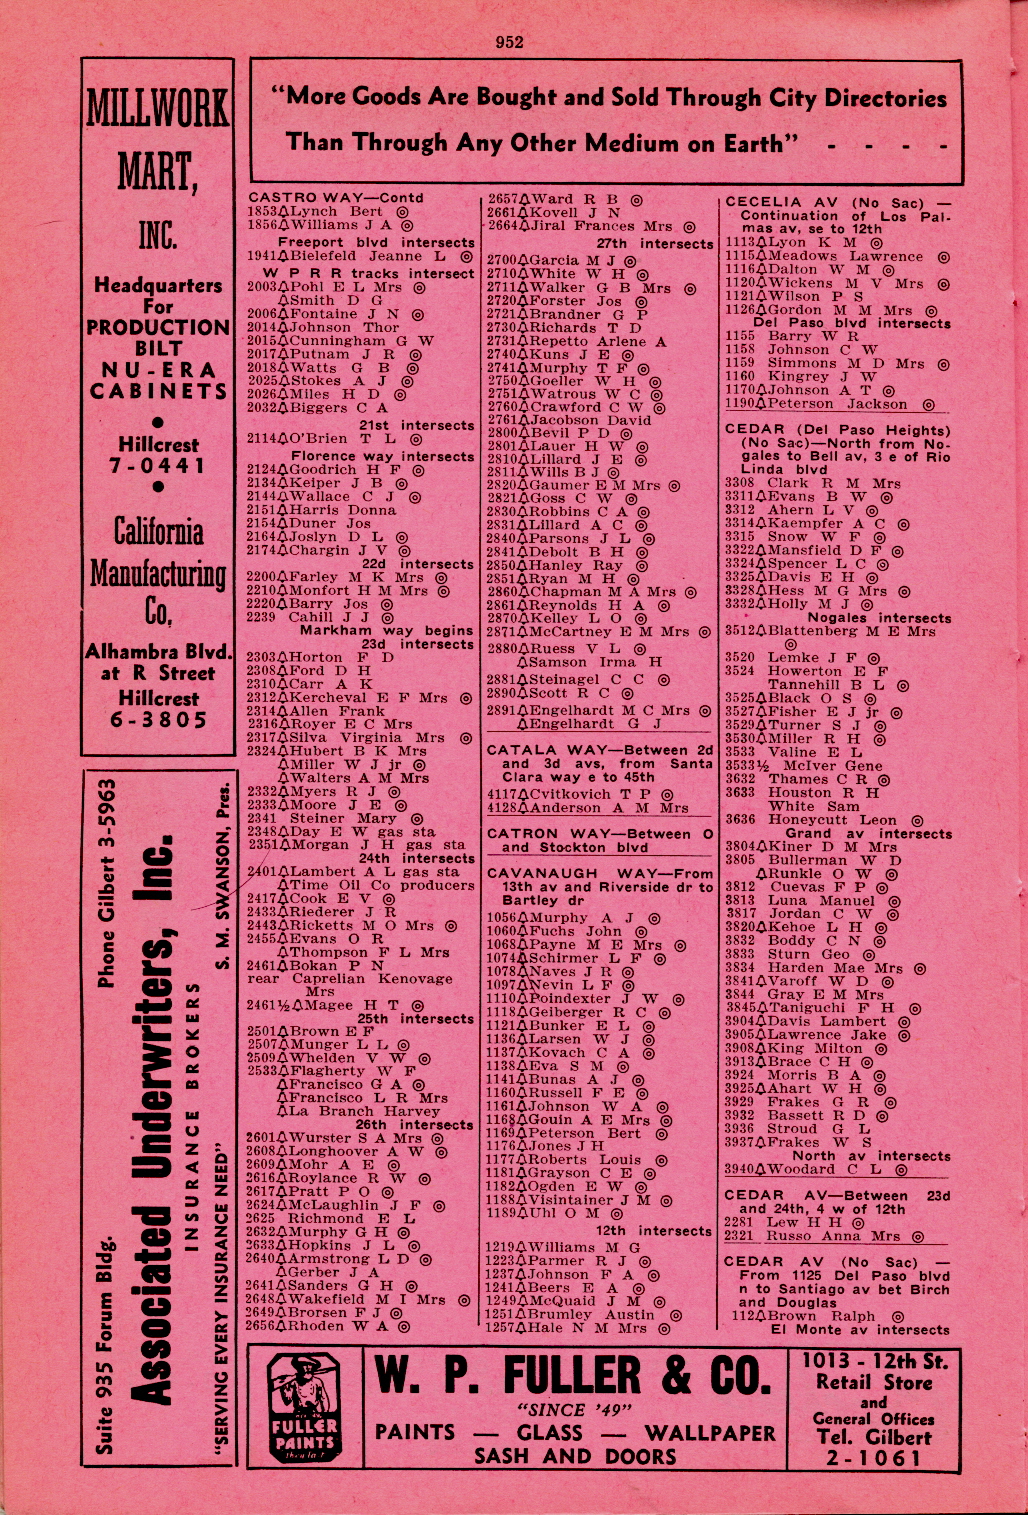 952
MILLWORK
MART,
INC.
Headquarters
For
PRODUCTION
BILT
NU-ERA
CABINETS
•
Hillcrest
7-0441
•
California
Manufacturing
Co.
Alhambra Blvd.
at R Street
Hillcrest
6-3805
Suite 935 Forum Bldg. Phone Gilbert 3-5963
Associated Underwriters, Inc.
INSURANCE BROKERS
"SERVING EVERY INSURANCE NEED" S. M. SWANSON, Pres.
"More Goods Are Bought and Sold Through City Directories
Than Through Any Other Medium on Earth" - - - -
CASTRO WAY—Contd
1853△Lynch Bert ◎
1856△Williams J A ◎
Freeport blvd intersects
1941△Bielefeld Jeanne L ◎
W P R R tracks intersect
2003△Pohl E L Mrs ◎
△Smith D G
2006△Fontaine J N ◎
2014△Johnson Thor
2015△Cunningham G W
2017△Putnam J R ◎
2018△Watts G B ◎
2025△Stokes A J ◎
2026△Miles H D ◎
2032△Biggers C A
21st intersects
2114△O'Brien T L ◎
Florence way intersects
2124△Goodrich H F ◎
2134△Keiper J B ◎
2144△Wallace C J ◎
2151△Harris Donna
2154△Duner Jos
2164△Joslyn D L ◎
2174△Chargin J V ◎
22d intersects
2200△Farley M K Mrs ◎
2210△Monfort H M Mrs ◎
2220△Barry Jos ◎
2239 Cahill J J ◎
Markham way begins
23d intersects
2303△Horton F D
2308△Ford D H
2310△Carr A K
2312△Kercheval E F Mrs ◎
2314△Allen Frank
2316△Royer E C Mrs
2317△Silva Virginia Mrs ◎
2324△Hubert B K Mrs
△Miller W J jr ◎
△Walters A M Mrs
2332△Myers R J ◎
2333△Moore J E ◎
2341 Steiner Mary ◎
2348△Day E W gas sta
2351△Morgan J H gas sta
24th intersects
2401△Lambert A L gas sta
△Time Oil Co producers
2417△Cook E V ◎
2433△Riederer J R
2443△Ricketts M O Mrs ◎
2455△Evans O R
△Thompson F L Mrs
2461△Bokan P N
rear Caprelian Kenovage
Mrs
2461½△Magee H T ◎
25th intersects
2501△Brown E F
2507△Munger L L ◎
2509△Whelden V W ◎
2533△Flagherty W F
△Francisco G A ◎
△Francisco L R Mrs
△La Branch Harvey
26th intersects
2601△Wurster S A Mrs ◎
2608△Longhoover A W ◎
2609△Mohr A E ◎
2616△Roylance R W ◎
2617△Pratt P O ◎
2624△McLaughlin J F ◎
2625 Richmond E L
2632△Murphy G H ◎
2633△Hopkins J L ◎
2640△Armstrong L D ◎
△Gerber J A
2641△Sanders G H ◎
2648△Wakefield M I Mrs ◎
2649△Brorsen F J ◎
2656△Rhoden W A ◎
2657△Ward R B ◎
2661△Kovell J N
2664△Jiral Frances Mrs ◎
27th intersects
2700△Garcia M J ◎
2710△White W H ◎
2711△Walker G B Mrs ◎
2720△Forster Jos ◎
2721△Brandner G P
2730△Richards T D
2731△Repetto Arlene A
2740△Kuns J E ◎
2741△Murphy T F ◎
2750△Goeller W H ◎
2751△Watrous W C ◎
2760△Crawford C W ◎
2761△Jacobson David
2800△Bevil P D ◎
2801△Lauer H W ◎
2810△Lillard J E ◎
2811△Wills B J ◎
2820△Gaumer E M Mrs ◎
2821△Goss C W ◎
2830△Robbins C A ◎
2831△Lillard A C ◎
2840△Parsons J L ◎
2841△Debolt B H ◎
2850△Hanley Ray ◎
2851△Ryan M H ◎
2860△Chapman M A Mrs ◎
2861△Reynolds H A ◎
2870△Kelley L O ◎
2871△McCartney E M Mrs ◎
2880△Ruess V L ◎
△Samson Irma H
2881△Steinagel C C ◎
2890△Scott R C ◎
2891△Engelhardt M C Mrs ◎
△Engelhardt G J
CATALA WAY—Between 2d
and 3d avs, from Santa
Clara way e to 45th
4117△Cvitkovich T P ◎
4128△Anderson A M Mrs
CATRON WAY—Between O
and Stockton blvd
CAVANAUGH WAY—From
13th av and Riverside dr to
Bartley dr
1056△Murphy A J ◎
1060△Fuchs John ◎
1068△Payne M E Mrs ◎
1074△Schirmer L F ◎
1078△Naves J R ◎
1097△Nevin L F ◎
1110△Poindexter J W ◎
1118△Geiberger R C ◎
1121△Bunker E L ◎
1136△Larsen W J ◎
1137△Kovach C A ◎
1138△Eva S M ◎
1141△Bunas A J ◎
1160△Russell F E ◎
1161△Johnson W A ◎
1168△Gouin A E Mrs ◎
1169△Peterson Bert ◎
1176△Jones J H
1177△Roberts Louis ◎
1181△Grayson C E ◎
1182△Ogden E W ◎
1188△Visintainer J M ◎
1189△Uhl O M ◎
12th intersects
1219△Williams M G
1223△Parmer R J ◎
1237△Johnson F A ◎
1241△Beers E A ◎
1249△McQuaid J M ◎
1251△Brumley Austin ◎
1257△Hale N M Mrs ◎
CECELIA AV (No Sac) —
Continuation of Los Pal-
mas av, se to 12th
1113△Lyon K M ◎
1115△Meadows Lawrence ◎
1116△Dalton W M ◎
1120△Wickens M V Mrs ◎
1121△Wilson P S
1126△Gordon M M Mrs ◎
Del Paso blvd intersects
1155 Barry W R
1158 Johnson C W
1159 Simmons M D Mrs ◎
1160 Kingrey J W
1170△Johnson A T ◎
1190△Peterson Jackson ◎
CEDAR (Del Paso Heights)
(No Sac)—North from No-
gales to Bell av, 3 e of Rio
Linda blvd
3308 Clark R M Mrs
3311△Evans B W ◎
3312 Ahern L V ◎
3314△Kaempfer A C ◎
3315 Snow W F ◎
3322△Mansfield D F ◎
3324△Spencer L C ◎
3325△Davis E H ◎
3328△Hess M G Mrs ◎
3332△Holly M J ◎
Nogales intersects
3512△Blattenberg M E Mrs
◎
3520 Lemke J F ◎
3524 Howerton E F
Tannehill B L ◎
3525△Black O S ◎
3527△Fisher E J jr ◎
3529△Turner S J ◎
3530△Miller R H ◎
3533 Valine E L
3533½ McIver Gene
3632 Thames C R ◎
3633 Houston R H
White Sam
3636 Honeycutt Leon ◎
Grand av intersects
3804△Kiner D M Mrs
3805 Bullerman W D
△Runkle O W ◎
3812 Cuevas F P ◎
3813 Luna Manuel ◎
3817 Jordan C W ◎
3820△Kehoe L H ◎
3832 Boddy C N ◎
3833 Sturn Geo ◎
3834 Harden Mae Mrs ◎
3841△Varoff W D ◎
3844 Gray E M Mrs
3845△Taniguchi F H ◎
3904△Davis Lambert ◎
3905△Lawrence Jake ◎
3908△King Milton ◎
3913△Brace C H ◎
3924 Morris B A ◎
3925△Ahart W H ◎
3929 Frakes G R ◎
3932 Bassett R D ◎
3936 Stroud G L
3937△Frakes W S
North av intersects
3940△Woodard C L ◎
CEDAR AV—Between 23d
and 24th, 4 w of 12th
2281 Lew H H ◎
2321 Russo Anna Mrs ◎
CEDAR AV (No Sac) —
From 1125 Del Paso blvd
n to Santiago av bet Birch
and Douglas
112△Brown Ralph ◎
El Monte av intersects
FULLER
PAINTS
they last
W. P. FULLER & CO.
"SINCE '49"
PAINTS — GLASS — WALLPAPER
SASH AND DOORS
1013 - 12th St.
Retail Store
and
General Offices
Tel. Gilbert
2-1061